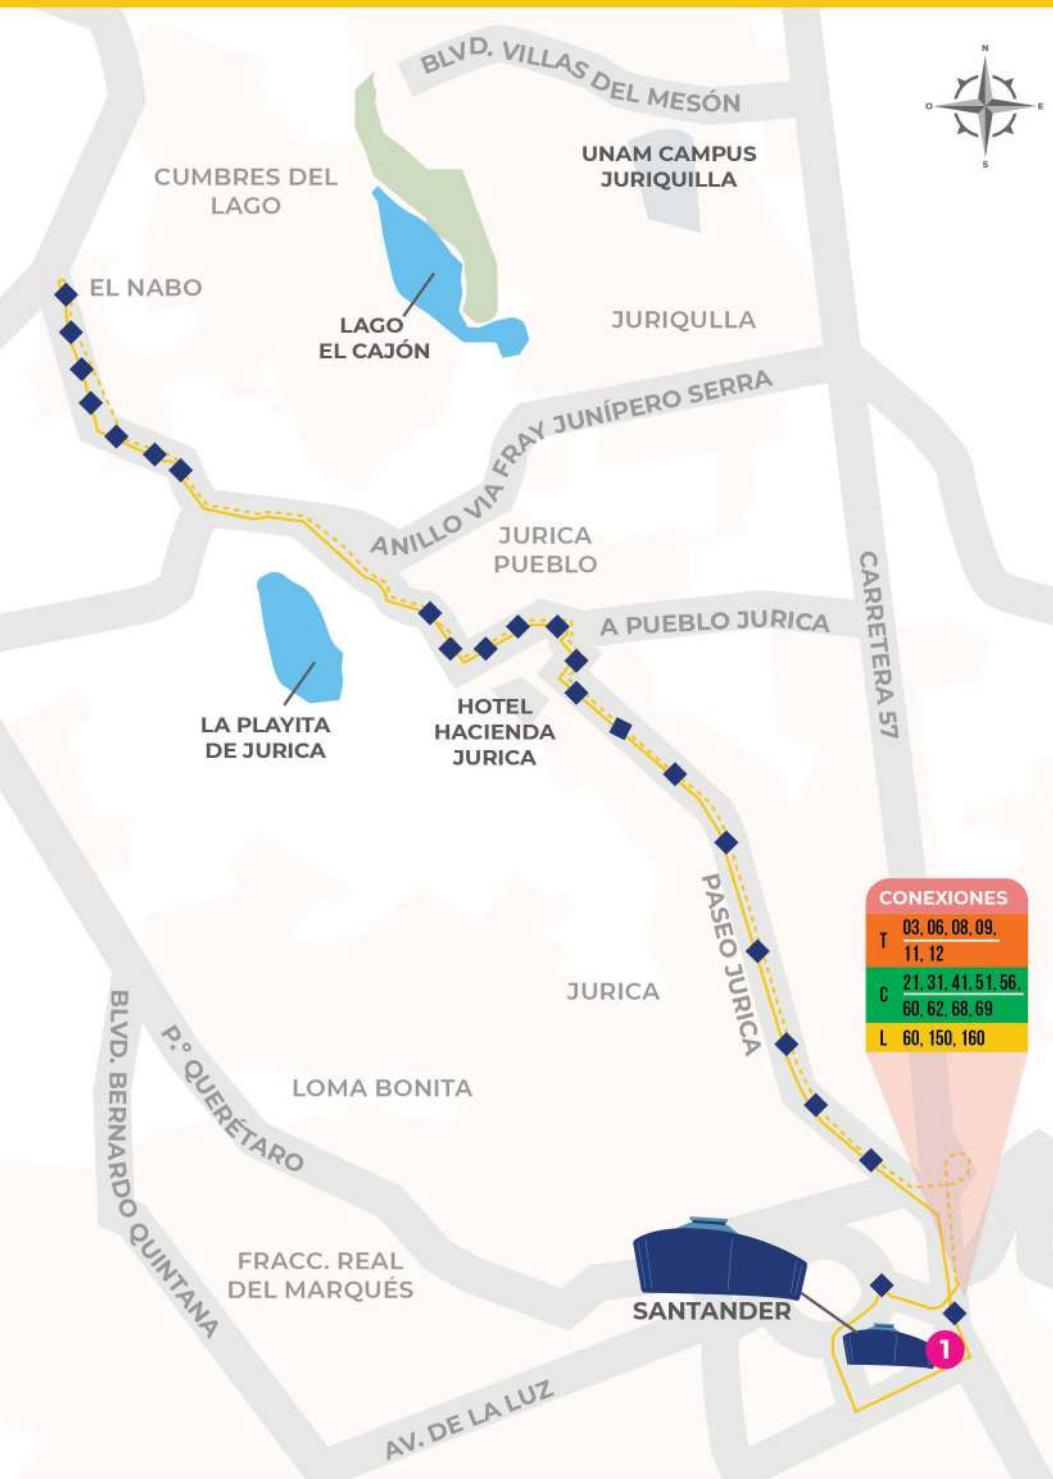 BLVD. VILLAS DEL MESÓN
N
O
E
S
UNAM CAMPUS
JURIQUILLA
CUMBRES DEL
LAGO
EL NABO
LAGO
EL CAJÓN
JURIQULLA
ANILLO VIA FRAY JUNÍPERO SERRA
JURICA
PUEBLO
A PUEBLO JURICA
CARRETERA 57
LA PLAYITA
DE JURICA
HOTEL
HACIENDA
JURICA
PASEO JURICA
CONEXIONES
T 03, 06, 08, 09,
11, 12
C 21, 31, 41, 51, 56,
60, 62, 68, 69
L 60, 150, 160
JURICA
BLVD. BERNARDO QUINTANA
P.º QUERÉTARO
LOMA BONITA
FRACC. REAL
DEL MARQUÉS
SANTANDER
1
AV. DE LA LUZ